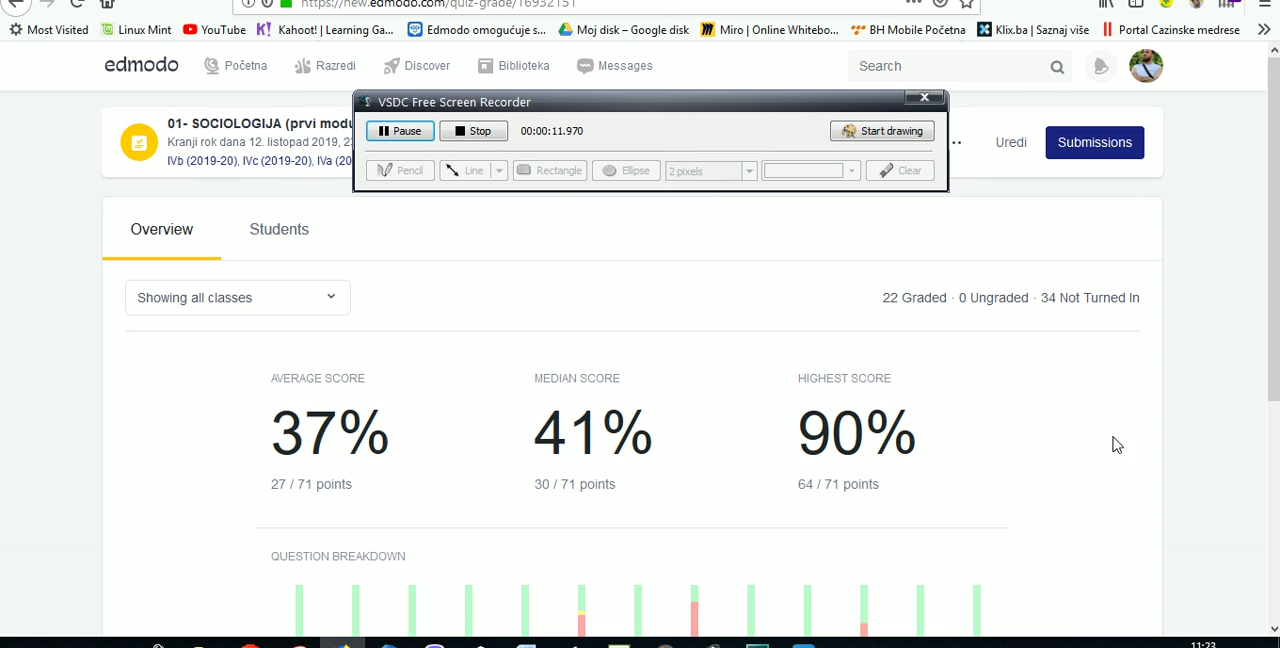 https://new.edmodo.com/quiz-grade/16932151
Most Visited Linux Mint YouTube Kahoot! | Learning Ga... Edmodo omogućuje s... Moj disk – Google disk Miro | Online Whitebo... BH Mobile Početna Klix.ba | Saznaj više Portal Cazinske medrese
edmodo Početna Razredi Discover Biblioteka Messages Search
VSDC Free Screen Recorder
Pause Stop 00:00:11.970 Start drawing
Pencil Line Rectangle Ellipse 2 pixels Clear
01- SOCIOLOGIJA (prvi modu
Kranji rok dana 12. listopad 2019, 2
IVb (2019-20), IVc (2019-20), IVa (20
Uredi Submissions
Overview Students
Showing all classes 22 Graded · 0 Ungraded · 34 Not Turned In
AVERAGE SCORE MEDIAN SCORE HIGHEST SCORE
37% 41% 90%
27 / 71 points 30 / 71 points 64 / 71 points
QUESTION BREAKDOWN
11:23